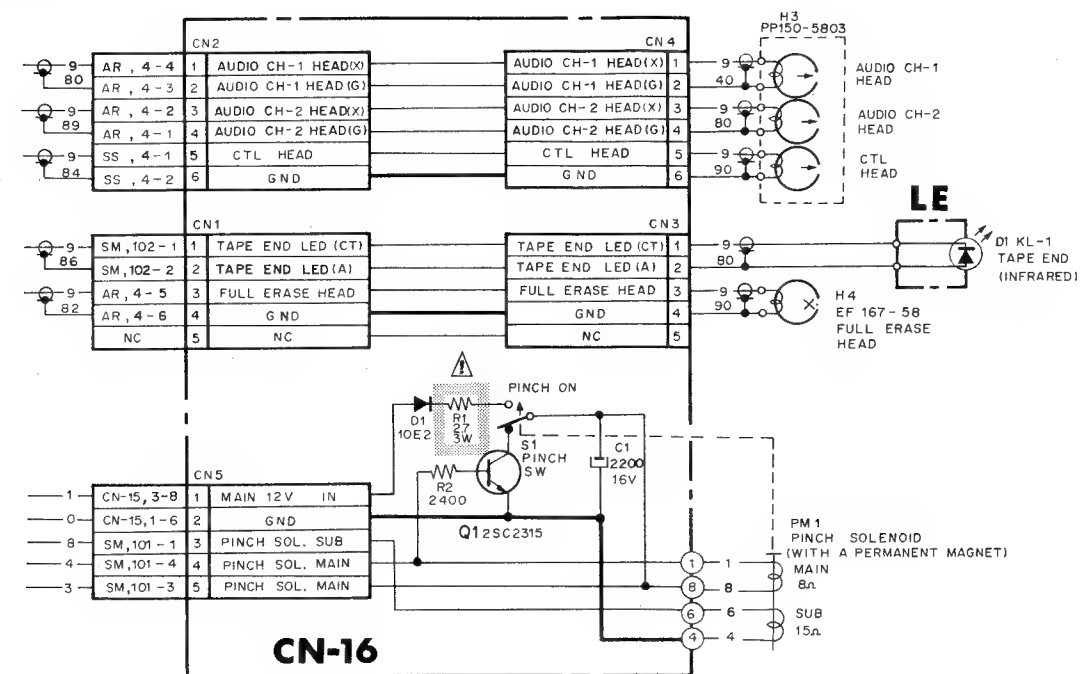 CN2
CN4
H3
PP150-5803
9 AR , 4-4 1 AUDIO CH-1 HEAD(X) AUDIO CH-1 HEAD(X) 1 9
80 AR , 4-3 2 AUDIO CH-1 HEAD(G) AUDIO CH-1 HEAD(G) 2 40
AUDIO CH-1
HEAD
9 AR , 4-2 3 AUDIO CH-2 HEAD(X) AUDIO CH-2 HEAD(X) 3 9
89 AR , 4-1 4 AUDIO CH-2 HEAD(G) AUDIO CH-2 HEAD(G) 4 80
AUDIO CH-2
HEAD
9 SS , 4-1 5 CTL HEAD CTL HEAD 5 9
84 SS , 4-2 6 GND GND 6 90
CTL
HEAD
LE
CN1
CN3
9 SM,102-1 1 TAPE END LED (CT) TAPE END LED (CT) 1 9
86 SM,102-2 2 TAPE END LED (A) TAPE END LED (A) 2 80
D1 KL-1
TAPE END
(INFRARED)
9 AR , 4-5 3 FULL ERASE HEAD FULL ERASE HEAD 3 9
82 AR , 4-6 4 GND GND 4 90
NC 5 NC NC 5
H4
EF 167-58
FULL ERASE
HEAD
!
PINCH ON
D1
10E2
R1
2.7
3W
S1
PINCH
SW
C1
2200
16V
R2
2400
Q1 2SC2315
CN5
1 CN-15, 3-8 1 MAIN 12V IN
0 CN-15, 1-6 2 GND
8 SM,101-1 3 PINCH SOL. SUB
4 SM,101-4 4 PINCH SOL. MAIN
3 SM,101-3 5 PINCH SOL. MAIN
PM1
PINCH SOLENOID
(WITH A PERMANENT MAGNET)
1 1 MAIN
8 8 8Ω
6 6 SUB
4 4 15Ω
CN-16